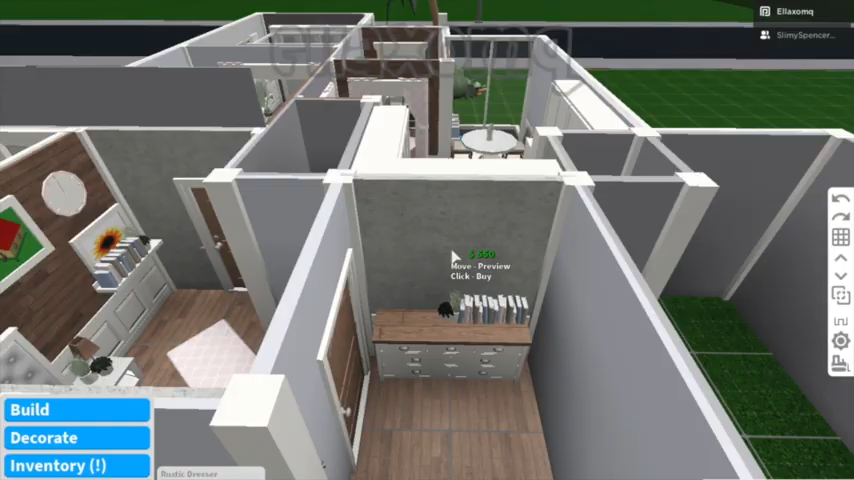 Ellaxomq
SlimySpencer...
$ 550
Move - Preview
Click - Buy
Build
Decorate
Inventory (!)
Rustic Dresser